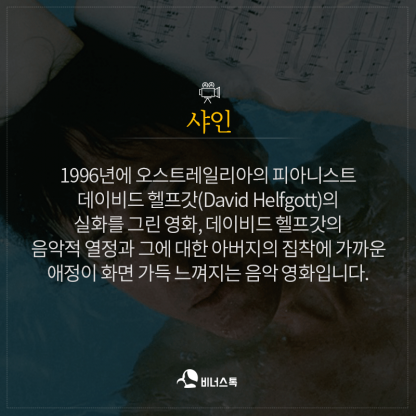 샤인
1996년에 오스트레일리아의 피아니스트
데이비드 헬프갓(David Helfgott)의
실화를 그린 영화, 데이비드 헬프갓의
음악적 열정과 그에 대한 아버지의 집착에 가까운
애정이 화면 가득 느껴지는 음악 영화입니다.
비너스톡